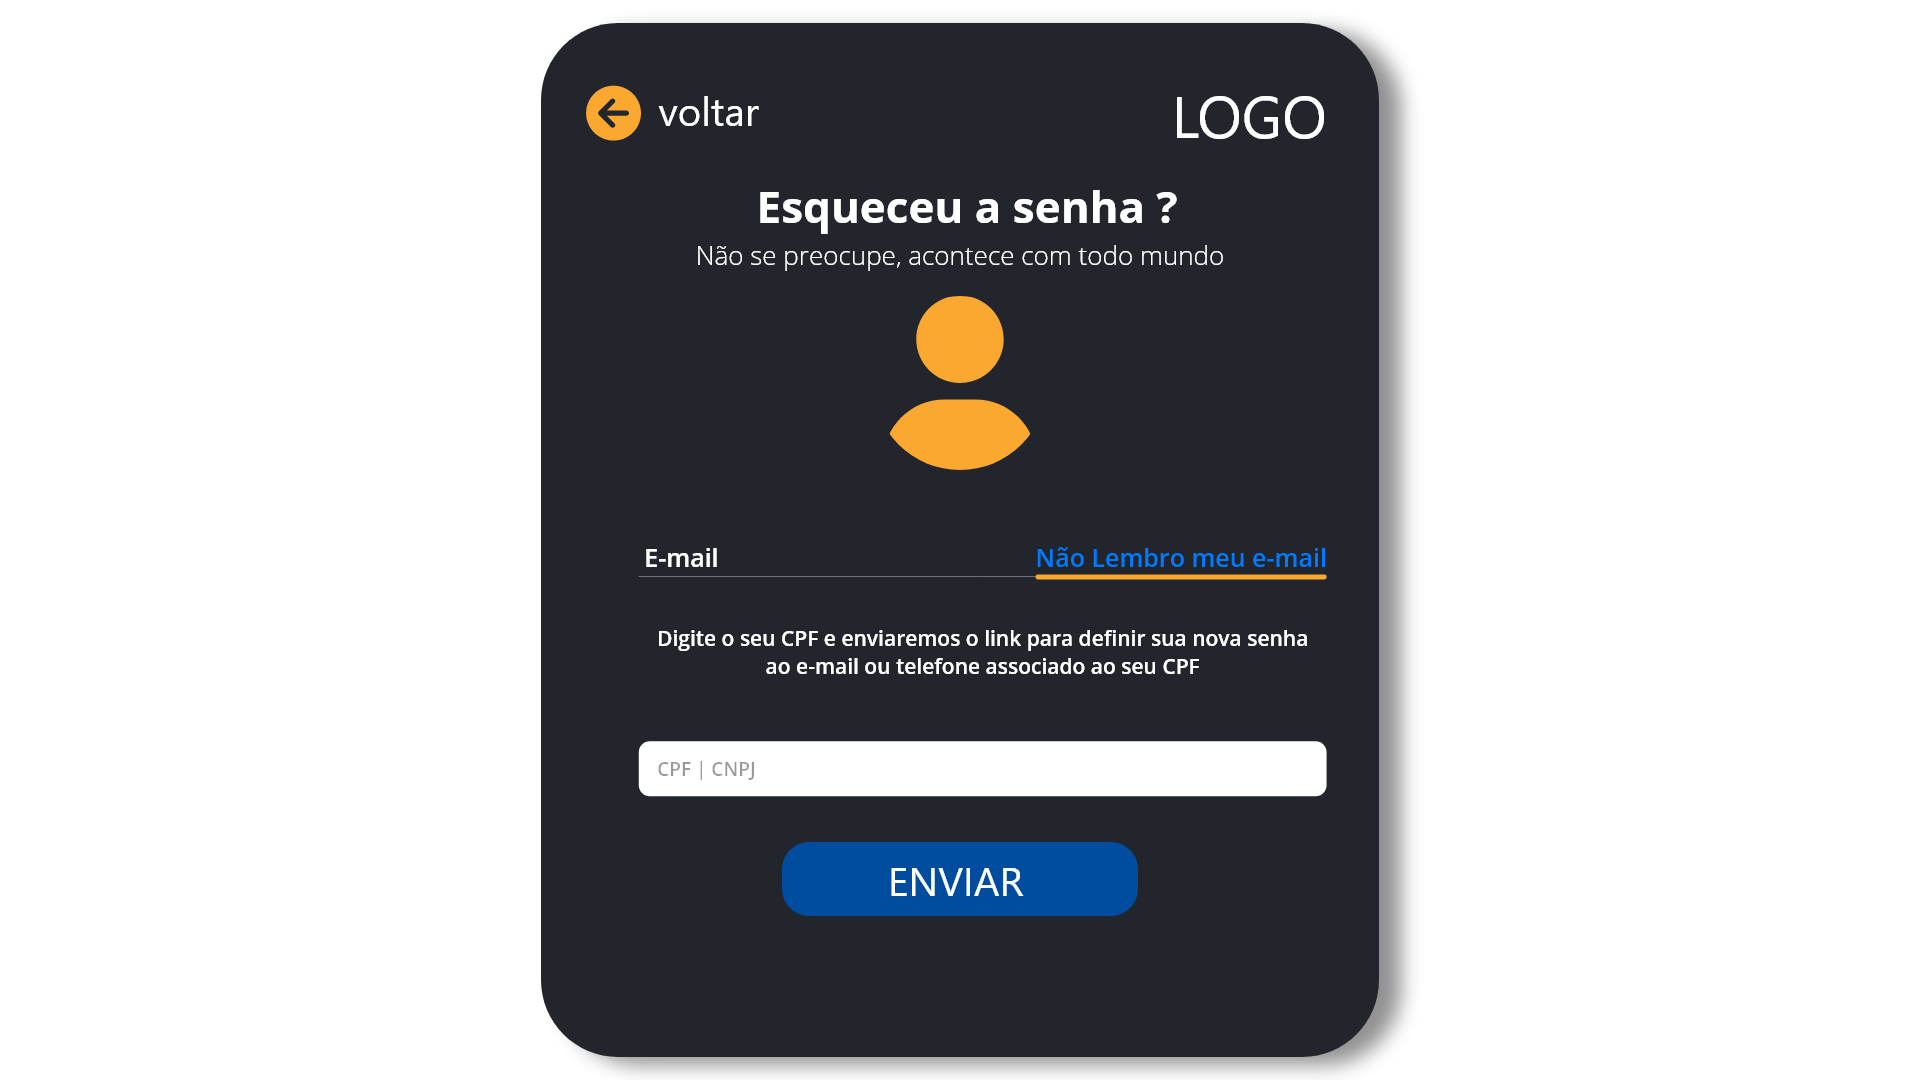 voltar
LOGO
Esqueceu a senha ?
Não se preocupe, acontece com todo mundo
E-mail
Não Lembro meu e-mail
Digite o seu CPF e enviaremos o link para definir sua nova senha
ao e-mail ou telefone associado ao seu CPF
CPF | CNPJ
ENVIAR